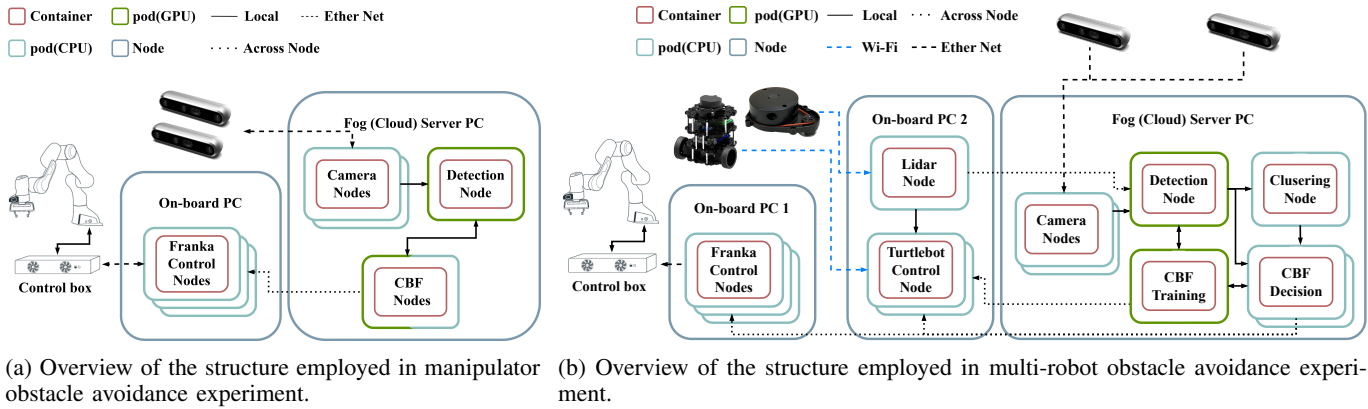 Container
pod(GPU)
Local
Ether Net
pod(CPU)
Node
Across Node
Fog (Cloud) Server PC
Camera
Nodes
Detection
Node
On-board PC
Franka
Control
Nodes
CBF
Nodes
Control box
(a) Overview of the structure employed in manipulator
obstacle avoidance experiment.
Container
pod(GPU)
Local
Across Node
pod(CPU)
Node
Wi-Fi
Ether Net
On-board PC 2
Fog (Cloud) Server PC
Lidar
Node
Detection
Node
Clusering
Node
On-board PC 1
Camera
Nodes
Franka
Control
Nodes
Turtlebot
Control
Node
CBF
Training
CBF
Decision
Control box
(b) Overview of the structure employed in multi-robot obstacle avoidance experi-
ment.